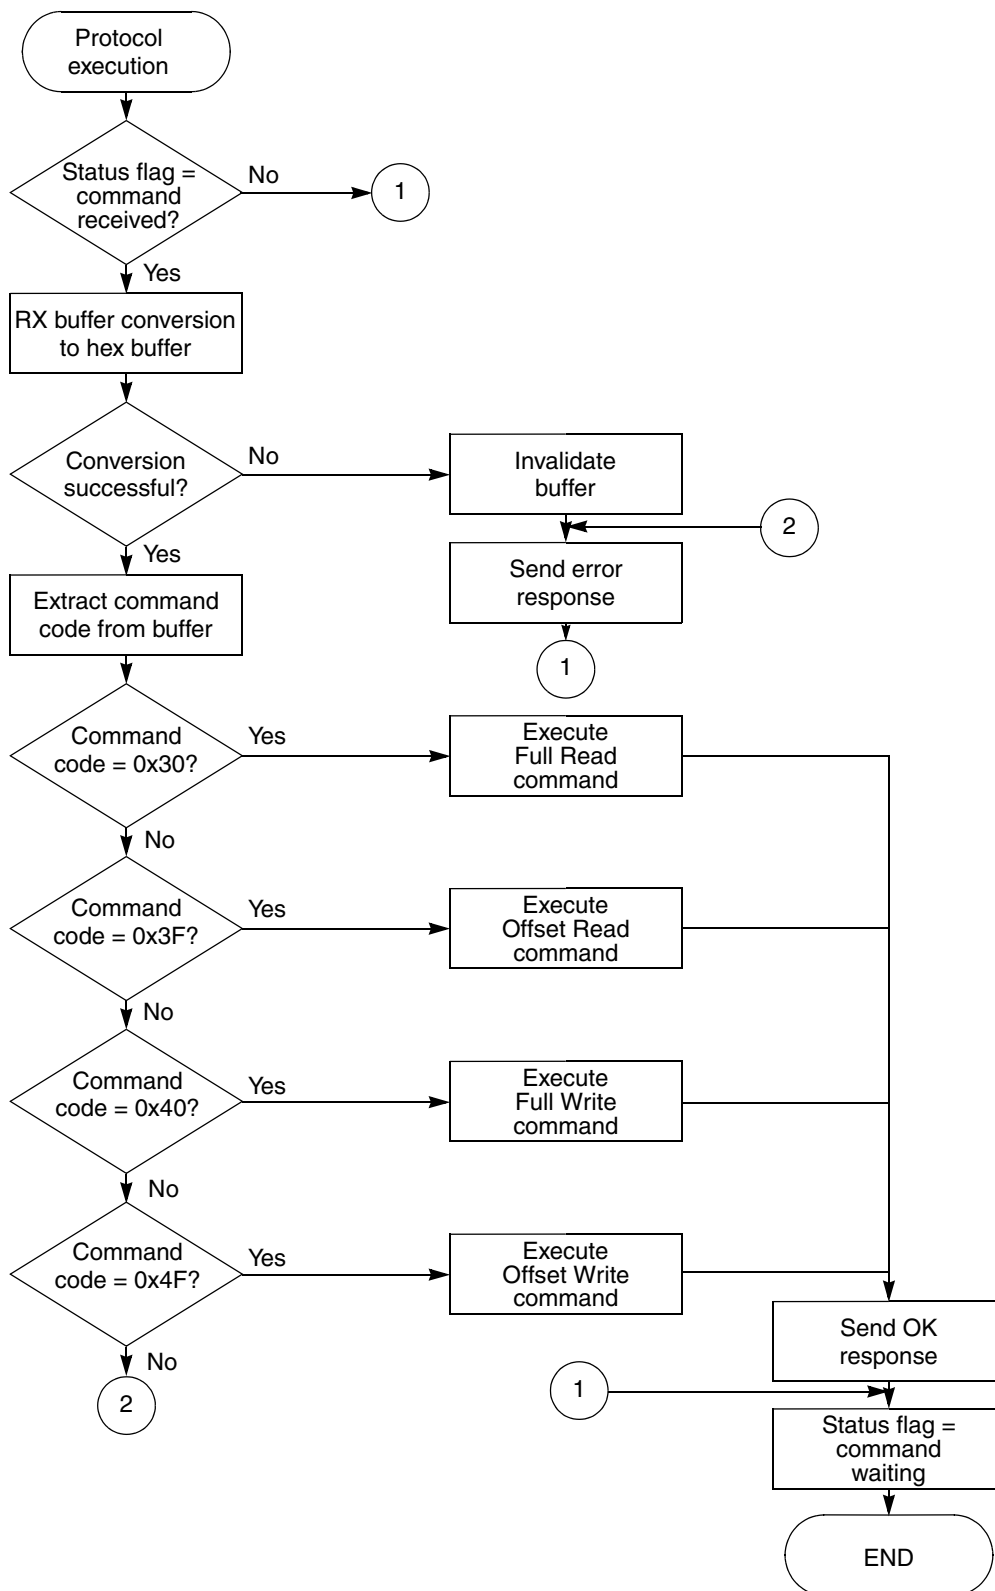 Protocol
execution
Status flag =
command
received?
No
1
Yes
RX buffer conversion
to hex buffer
Conversion
successful?
No
Invalidate
buffer
2
Yes
Send error
response
Extract command
code from buffer
1
Command
code = 0x30?
Yes
Execute
Full Read
command
No
Command
code = 0x3F?
Yes
Execute
Offset Read
command
No
Command
code = 0x40?
Yes
Execute
Full Write
command
No
Command
code = 0x4F?
Yes
Execute
Offset Write
command
Send OK
response
No
2
1
Status flag =
command
waiting
END